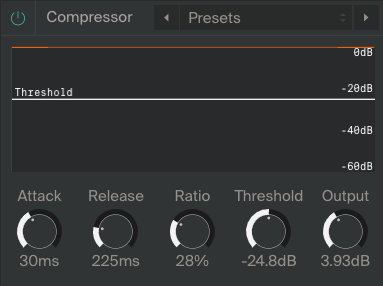 Compressor
Presets
0dB
-20dB
Threshold
-40dB
-60dB
Attack Release Ratio Threshold Output
30ms 225ms 28% -24.8dB 3.93dB